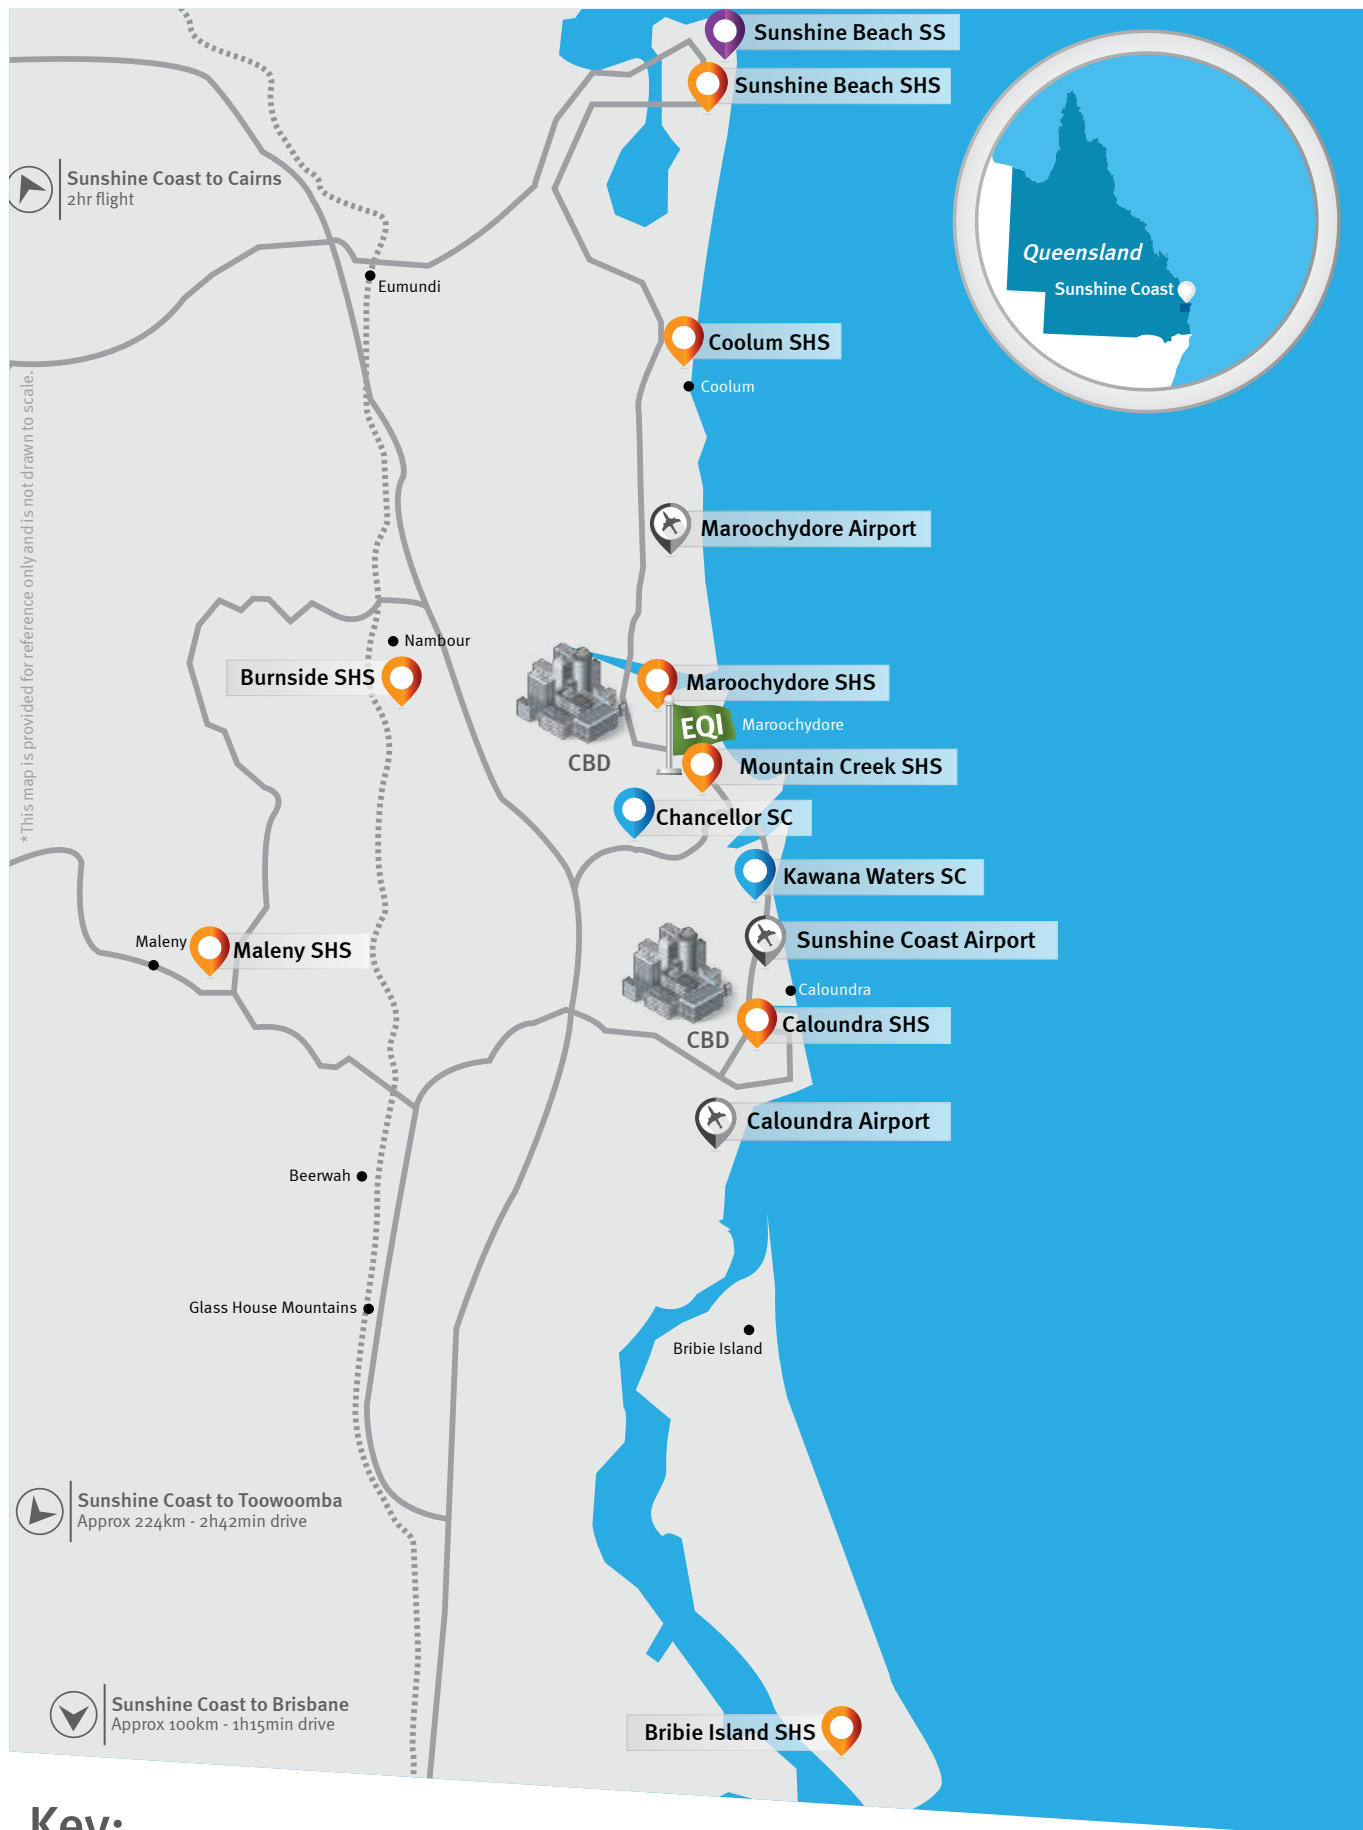 Sunshine Beach SS
Sunshine Beach SHS
Sunshine Coast to Cairns
2hr flight
Queensland
Sunshine Coast
Eumundi
Coolum SHS
Coolum
*This map is provided for reference only and is not drawn to scale.
Maroochydore Airport
Nambour
Burnside SHS
Maroochydore SHS
EQI
Maroochydore
CBD
Mountain Creek SHS
Chancellor SC
Kawana Waters SC
Maleny
Maleny SHS
Sunshine Coast Airport
Caloundra
Caloundra SHS
CBD
Caloundra Airport
Beerwah
Glass House Mountains
Bribie Island
Sunshine Coast to Toowoomba
Approx 224km - 2h42min drive
Sunshine Coast to Brisbane
Approx 100km - 1h15min drive
Bribie Island SHS
Key: